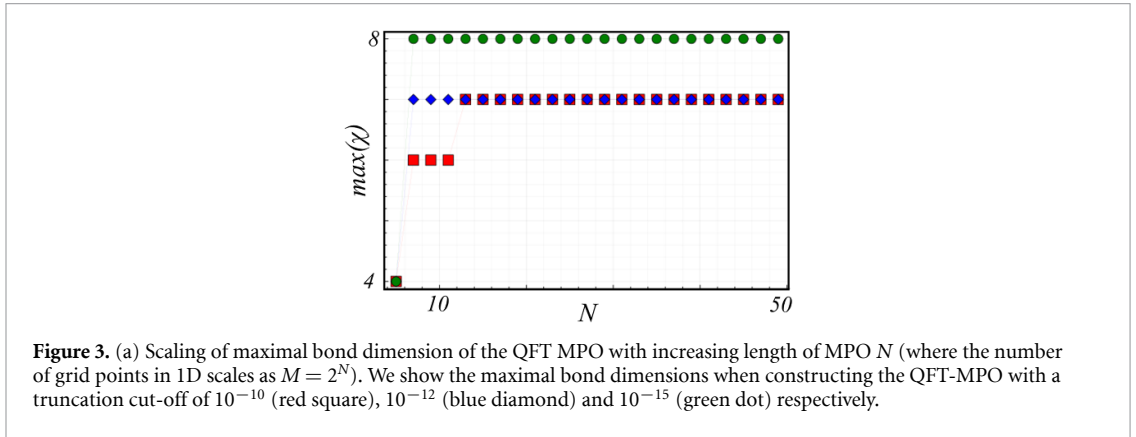 8
max(χ)
4
10
N
50
Figure 3. (a) Scaling of maximal bond dimension of the QFT MPO with increasing length of MPO N (where the number
of grid points in 1D scales as M = 2^N). We show the maximal bond dimensions when constructing the QFT-MPO with a
truncation cut-off of 10^−10 (red square), 10^−12 (blue diamond) and 10^−15 (green dot) respectively.